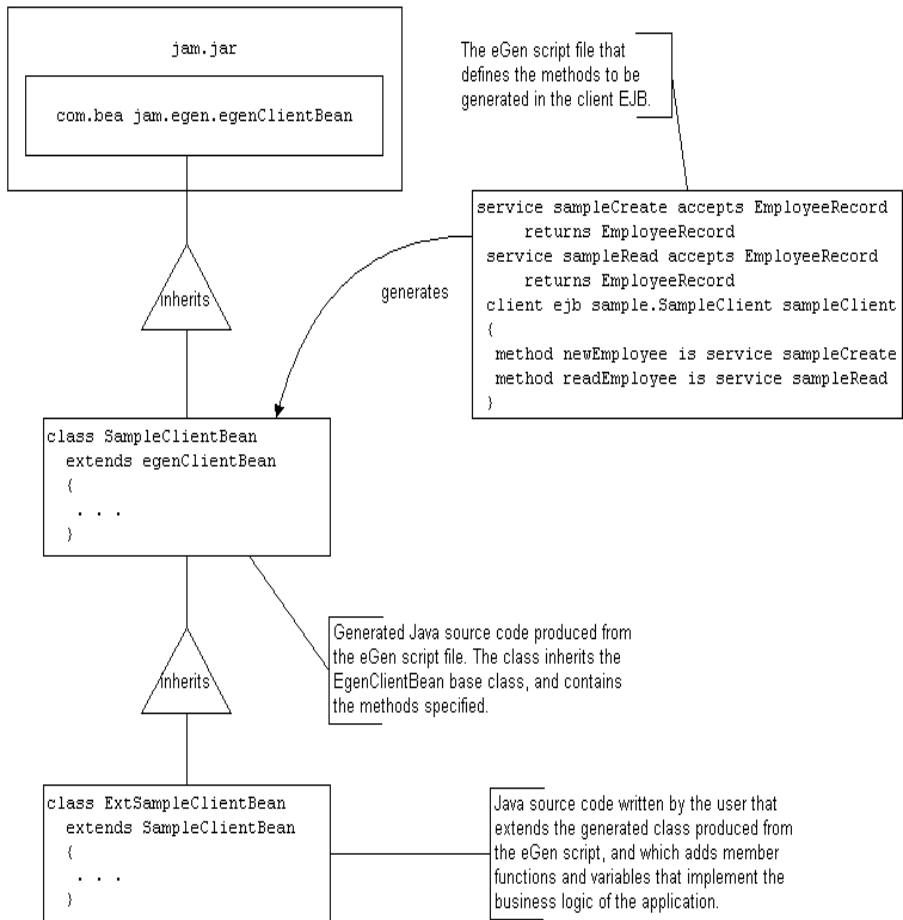 jam.jar
com.bea jam.egen.egenClientBean
The eGen script file that
defines the methods to be
generated in the client EJB.
service sampleCreate accepts EmployeeRecord
returns EmployeeRecord
service sampleRead accepts EmployeeRecord
returns EmployeeRecord
client ejb sample.SampleClient sampleClient
{
method newEmployee is service sampleCreate
method readEmployee is service sampleRead
}
generates
inherits
class SampleClientBean
extends egenClientBean
{
. . .
}
Generated Java source code produced from
the eGen script file. The class inherits the
EgenClientBean base class, and contains
the methods specified.
inherits
class ExtSampleClientBean
extends SampleClientBean
{
. . .
}
Java source code written by the user that
extends the generated class produced from
the eGen script, and which adds member
functions and variables that implement the
business logic of the application.